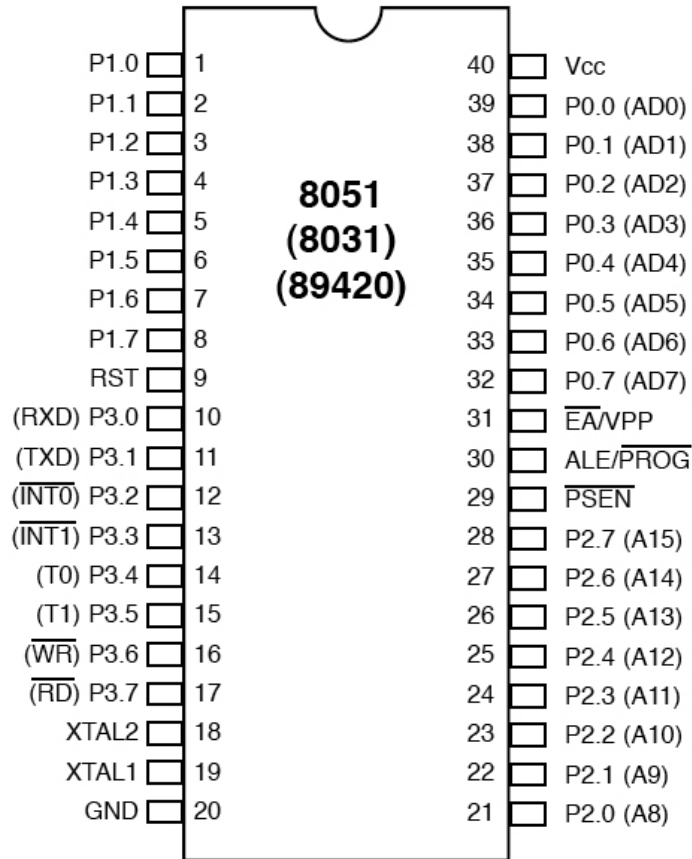 P1.0 1 40 Vcc
P1.1 2 39 P0.0 (AD0)
P1.2 3 38 P0.1 (AD1)
P1.3 4 37 P0.2 (AD2)
8051
P1.4 5 36 P0.3 (AD3)
(8031)
P1.5 6 35 P0.4 (AD4)
(89420)
P1.6 7 34 P0.5 (AD5)
P1.7 8 33 P0.6 (AD6)
RST 9 32 P0.7 (AD7)
(RXD) P3.0 10 31 E̅A̅/VPP
(TXD) P3.1 11 30 ALE/P̅R̅O̅G̅
(I̅N̅T̅0̅) P3.2 12 29 P̅S̅E̅N̅
(I̅N̅T̅1̅) P3.3 13 28 P2.7 (A15)
(T0) P3.4 14 27 P2.6 (A14)
(T1) P3.5 15 26 P2.5 (A13)
(W̅R̅) P3.6 16 25 P2.4 (A12)
(R̅D̅) P3.7 17 24 P2.3 (A11)
XTAL2 18 23 P2.2 (A10)
XTAL1 19 22 P2.1 (A9)
GND 20 21 P2.0 (A8)